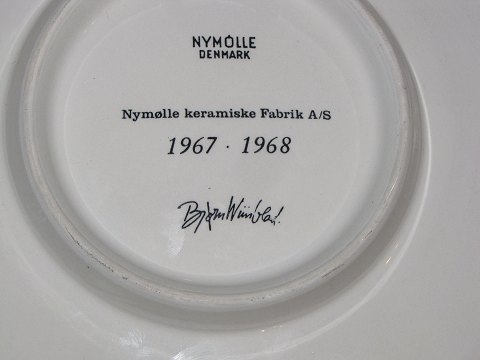 NYMØLLE
DENMARK
Nymølle keramiske Fabrik A/S
1967 · 1968
Bjørn Wiinblad.